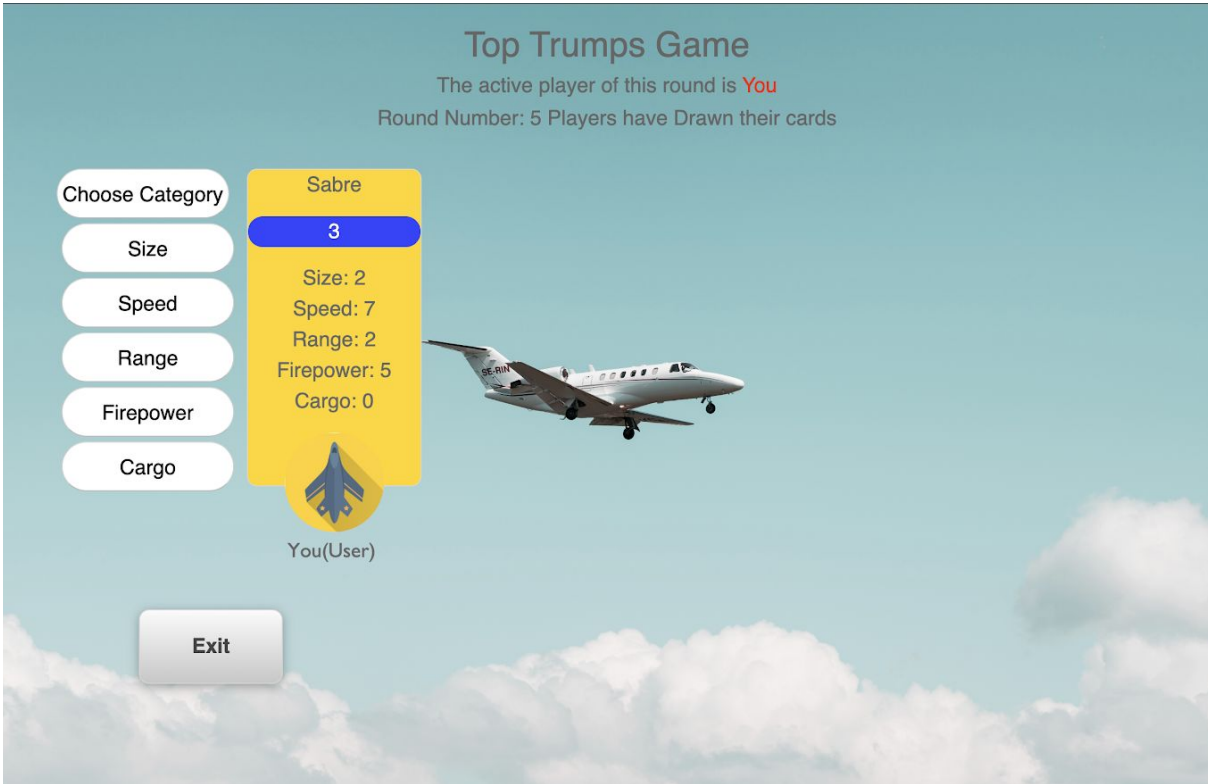 Top Trumps Game
The active player of this round is You
Round Number: 5 Players have Drawn their cards
Choose Category
Size
Speed
Range
Firepower
Cargo
Sabre
3
Size: 2
Speed: 7
Range: 2
Firepower: 5
Cargo: 0
You(User)
SE-RIN
Exit